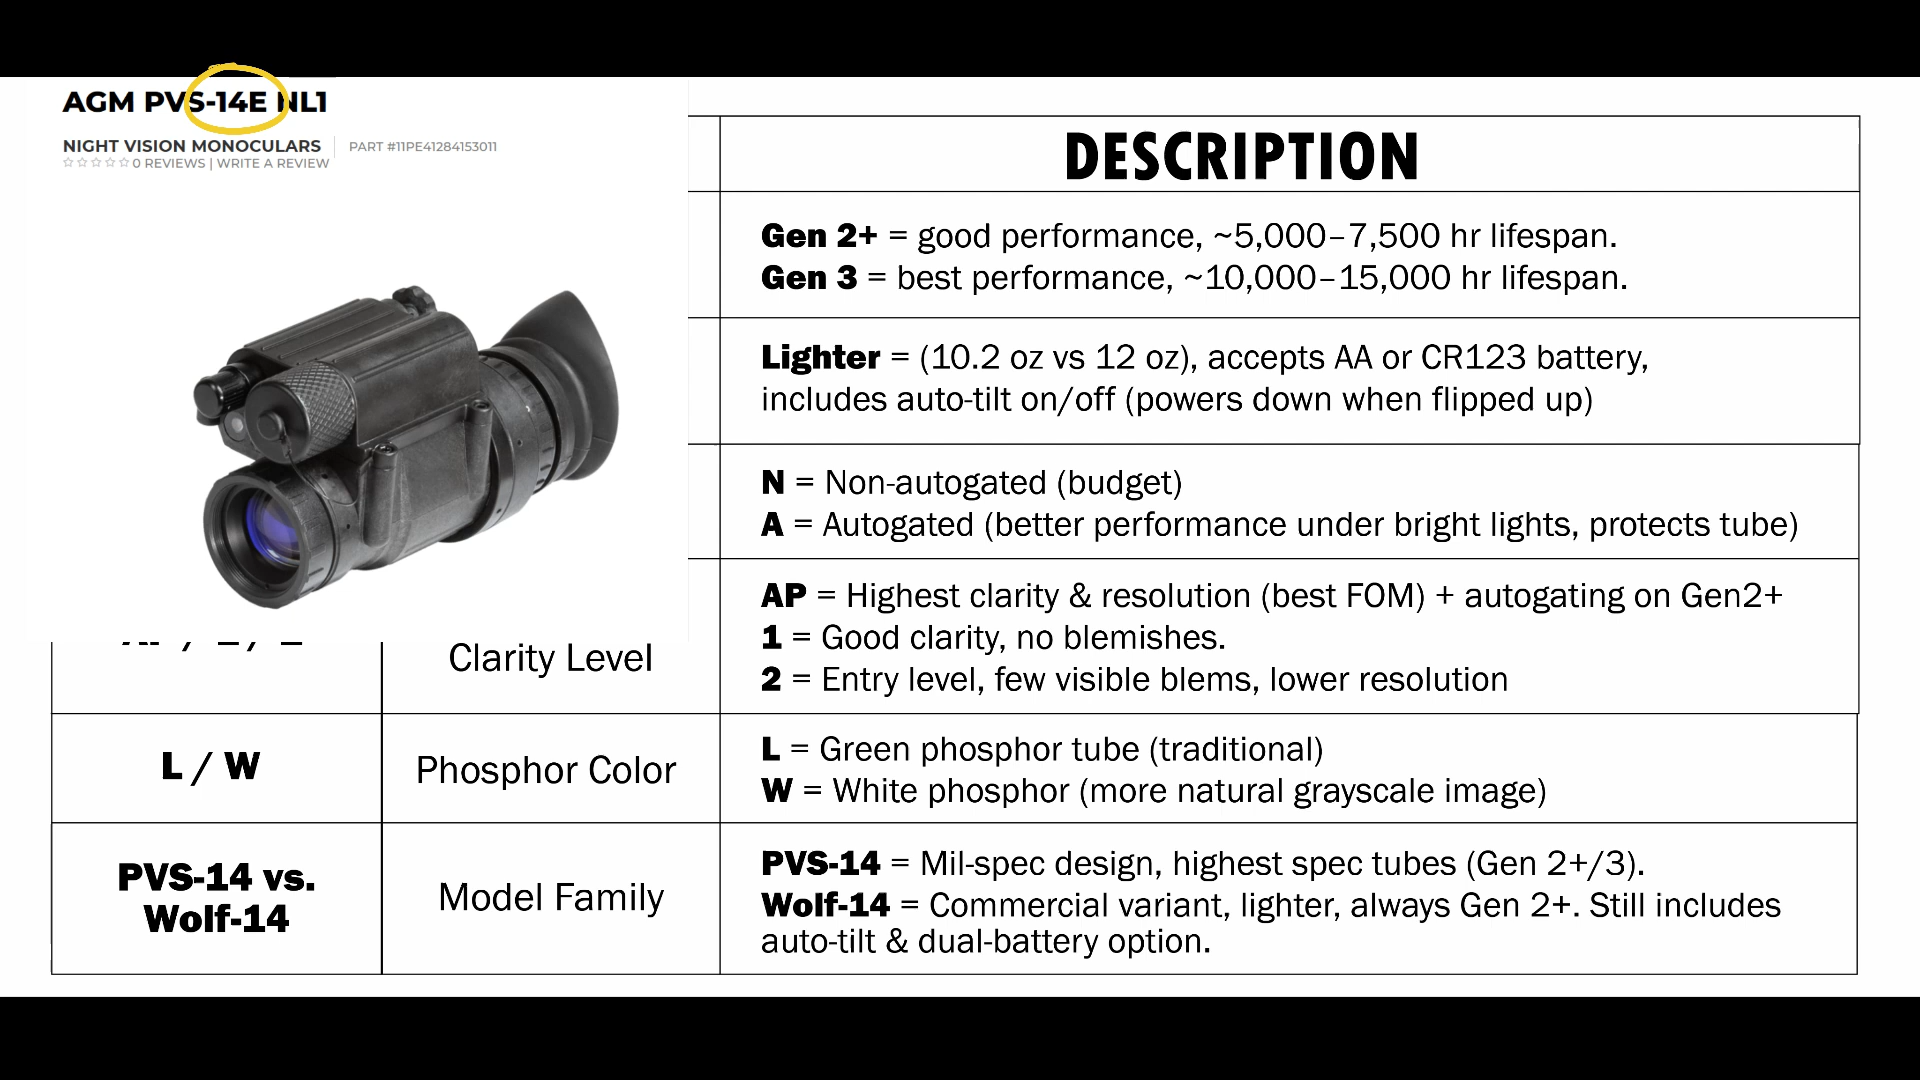 AGM PVS-14E NL1
NIGHT VISION MONOCULARS
PART #11PE41284153011
0 REVIEWS | WRITE A REVIEW
DESCRIPTION
Gen 2+ = good performance, ~5,000–7,500 hr lifespan.
Gen 3 = best performance, ~10,000–15,000 hr lifespan.
Lighter = (10.2 oz vs 12 oz), accepts AA or CR123 battery,
includes auto-tilt on/off (powers down when flipped up)
N = Non-autogated (budget)
A = Autogated (better performance under bright lights, protects tube)
Clarity Level
AP = Highest clarity & resolution (best FOM) + autogating on Gen2+
1 = Good clarity, no blemishes.
2 = Entry level, few visible blems, lower resolution
L / W
Phosphor Color
L = Green phosphor tube (traditional)
W = White phosphor (more natural grayscale image)
PVS-14 vs.
Wolf-14
Model Family
PVS-14 = Mil-spec design, highest spec tubes (Gen 2+/3).
Wolf-14 = Commercial variant, lighter, always Gen 2+. Still includes
auto-tilt & dual-battery option.